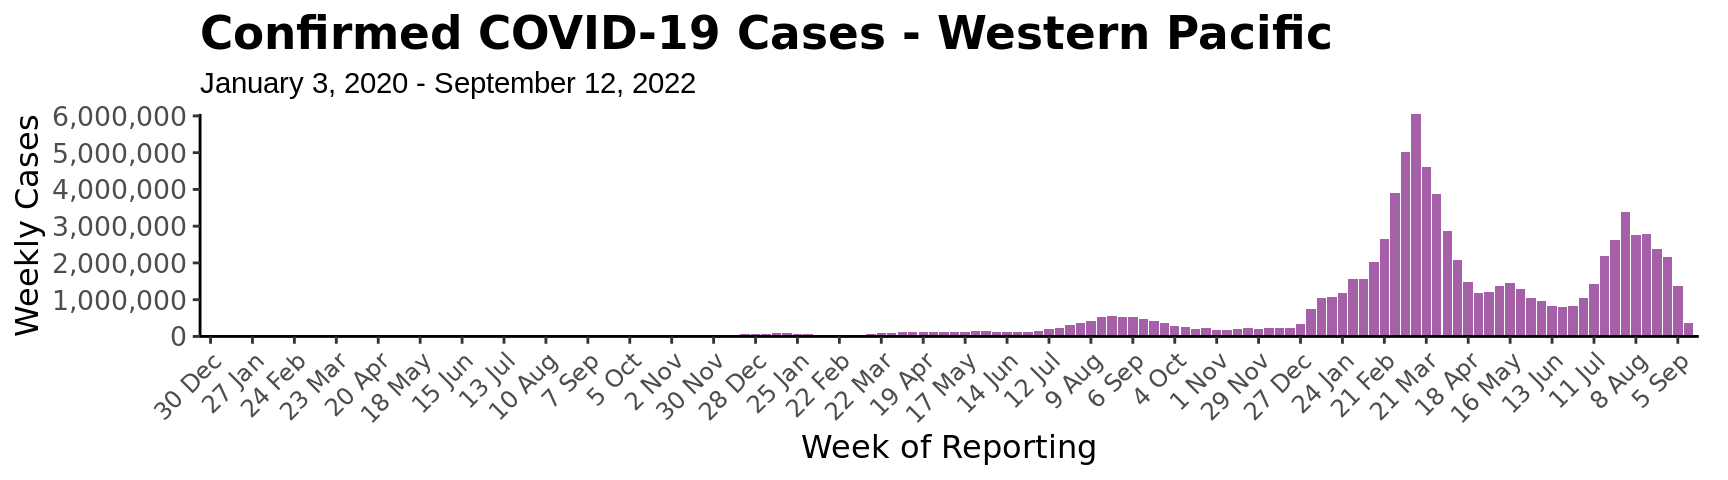 Confirmed COVID-19 Cases - Western Pacific
January 3, 2020 - September 12, 2022
Weekly Cases
6,000,000
5,000,000
4,000,000
3,000,000
2,000,000
1,000,000
0
30 Dec
27 Jan
24 Feb
23 Mar
20 Apr
18 May
15 Jun
13 Jul
10 Aug
7 Sep
5 Oct
2 Nov
30 Nov
28 Dec
25 Jan
22 Feb
22 Mar
19 Apr
17 May
14 Jun
12 Jul
9 Aug
6 Sep
4 Oct
1 Nov
29 Nov
27 Dec
24 Jan
21 Feb
21 Mar
18 Apr
16 May
13 Jun
11 Jul
8 Aug
5 Sep
Week of Reporting